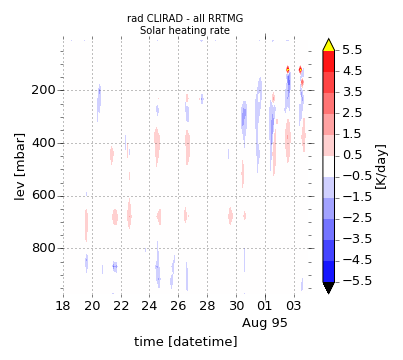 rad CLIRAD - all RRTMG
Solar heating rate
lev [mbar]
200
400
600
800
18 20 22 24 26 28 30 01 03
Aug 95
time [datetime]
5.5
4.5
3.5
2.5
1.5
0.5
−0.5
−1.5
−2.5
−3.5
−4.5
−5.5
[K/day]